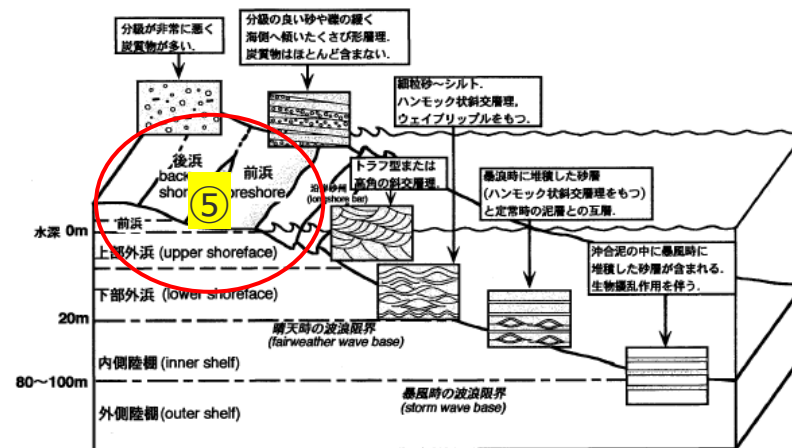 分級が非常に悪く
炭質物が多い.
分級の良い砂や礫の緩く
海側へ傾いたくさび形層理.
炭質物はほとんど含まない.
細粒砂〜シルト.
ハンモック状斜交層理,
ウェイブリップルをもつ.
後浜
back
shore
前浜
foreshore
⑤
沿岸砂州
(longshore bar)
トラフ型または
高角の斜交層理.
暴浪時に堆積した砂層
(ハンモック状斜交層理をもつ)
と定常時の泥層との互層.
沖合泥の中に暴風時に
堆積した砂層が含まれる.
生物擾乱作用を伴う.
前浜
水深 0m
上部外浜 (upper shoreface)
下部外浜 (lower shoreface)
20m
晴天時の波浪限界
(fairweather wave base)
内側陸棚 (inner shelf)
80〜100m
暴風時の波浪限界
(storm wave base)
外側陸棚 (outer shelf)